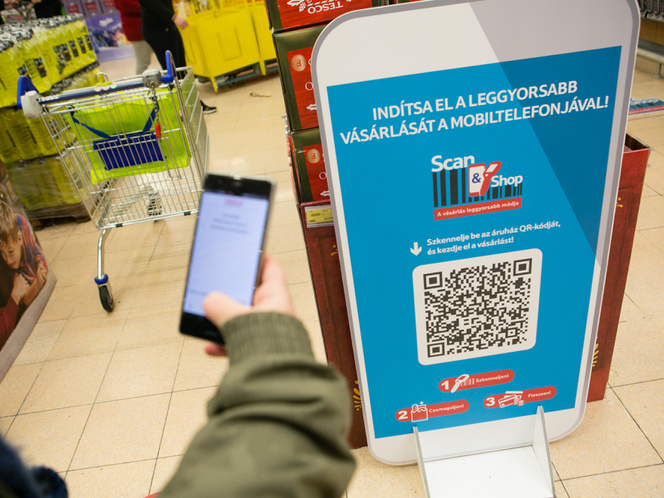 TESCO
INDÍTSA EL A LEGGYORSABB
VÁSÁRLÁSÁT A MOBILTELEFONJÁVAL!
Scan
& Shop
A vásárlás leggyorsabb módja
Szkennelje be az áruház QR-kódját,
és kezdje el a vásárlást!
1 Szkenneljen!
2 Csomagoljon!
3 Fizessen!